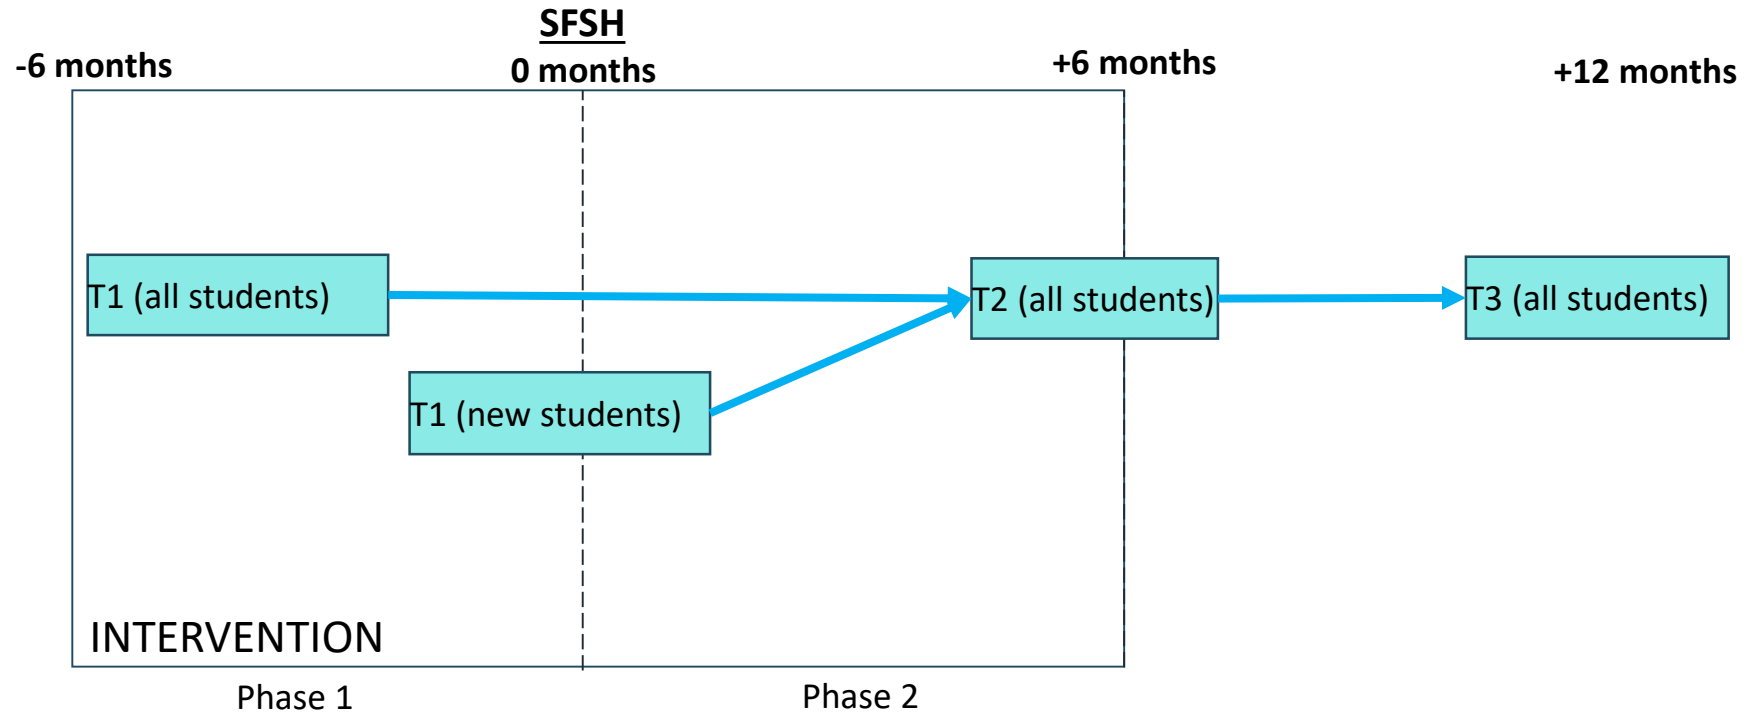 SFSH
-6 months
0 months
+6 months
+12 months
T1 (all students)
T2 (all students)
T3 (all students)
T1 (new students)
INTERVENTION
Phase 1
Phase 2